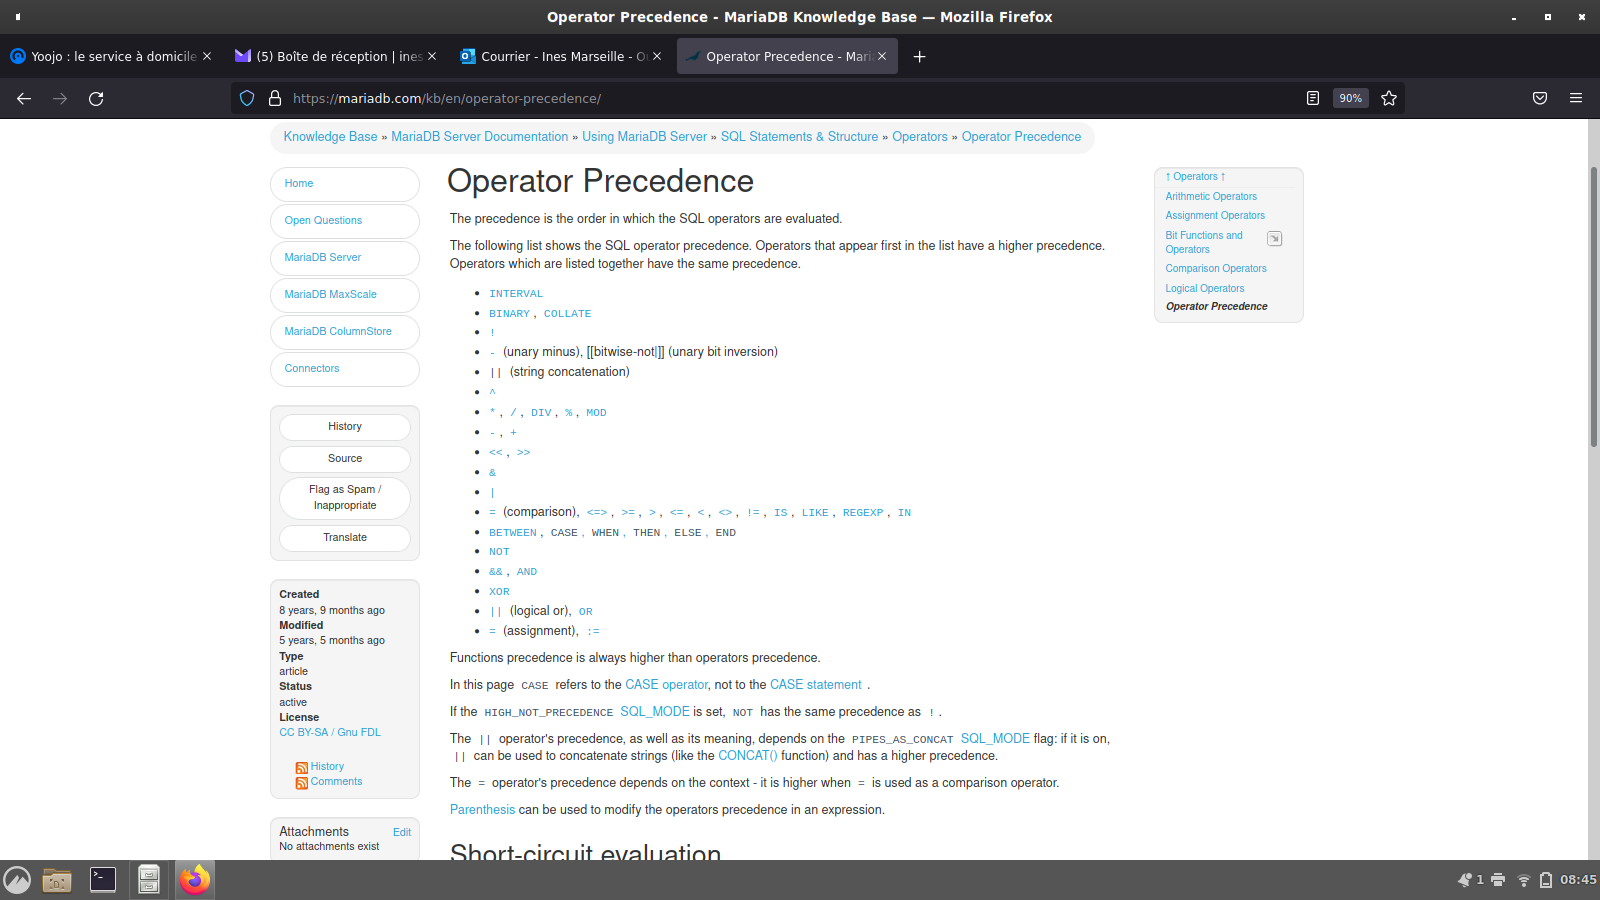 Operator Precedence - MariaDB Knowledge Base — Mozilla Firefox
Yoojo : le service à domicile
(5) Boîte de réception | ines
Courrier - Ines Marseille - O
Operator Precedence - Maria
https://mariadb.com/kb/en/operator-precedence/
90%
Knowledge Base » MariaDB Server Documentation » Using MariaDB Server » SQL Statements & Structure » Operators » Operator Precedence
Home
Open Questions
MariaDB Server
MariaDB MaxScale
MariaDB ColumnStore
Connectors
History
Source
Flag as Spam /
Inappropriate
Translate
Created
8 years, 9 months ago
Modified
5 years, 5 months ago
Type
article
Status
active
License
CC BY-SA / Gnu FDL
History
Comments
Attachments Edit
No attachments exist
Operator Precedence
The precedence is the order in which the SQL operators are evaluated.
The following list shows the SQL operator precedence. Operators that appear first in the list have a higher precedence.
Operators which are listed together have the same precedence.
• INTERVAL
• BINARY, COLLATE
• !
• - (unary minus), [[bitwise-not|]] (unary bit inversion)
• || (string concatenation)
• ^
• *, /, DIV, %, MOD
• -, +
• <<, >>
• &
• |
• = (comparison), <=>, >=, >, <=, <, <>, !=, IS, LIKE, REGEXP, IN
• BETWEEN, CASE, WHEN, THEN, ELSE, END
• NOT
• &&, AND
• XOR
• || (logical or), OR
• = (assignment), :=
Functions precedence is always higher than operators precedence.
In this page CASE refers to the CASE operator, not to the CASE statement .
If the HIGH_NOT_PRECEDENCE SQL_MODE is set, NOT has the same precedence as !.
The || operator's precedence, as well as its meaning, depends on the PIPES_AS_CONCAT SQL_MODE flag: if it is on,
|| can be used to concatenate strings (like the CONCAT() function) and has a higher precedence.
The = operator's precedence depends on the context - it is higher when = is used as a comparison operator.
Parenthesis can be used to modify the operators precedence in an expression.
Short-circuit evaluation
↑ Operators ↑
Arithmetic Operators
Assignment Operators
Bit Functions and
Operators
Comparison Operators
Logical Operators
Operator Precedence
1
08:45